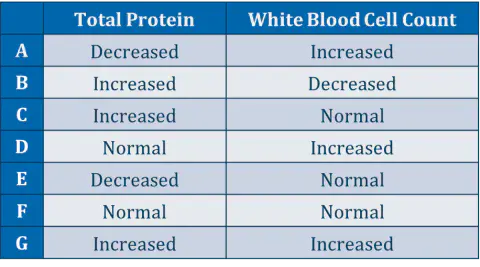 Total Protein White Blood Cell Count
A Decreased Increased
B Increased Decreased
C Increased Normal
D Normal Increased
E Decreased Normal
F Normal Normal
G Increased Increased